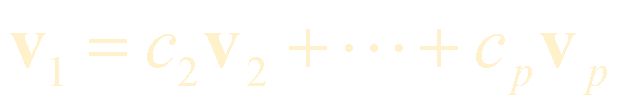 v₁ = c₂v₂ + ⋯ + cₚvₚ